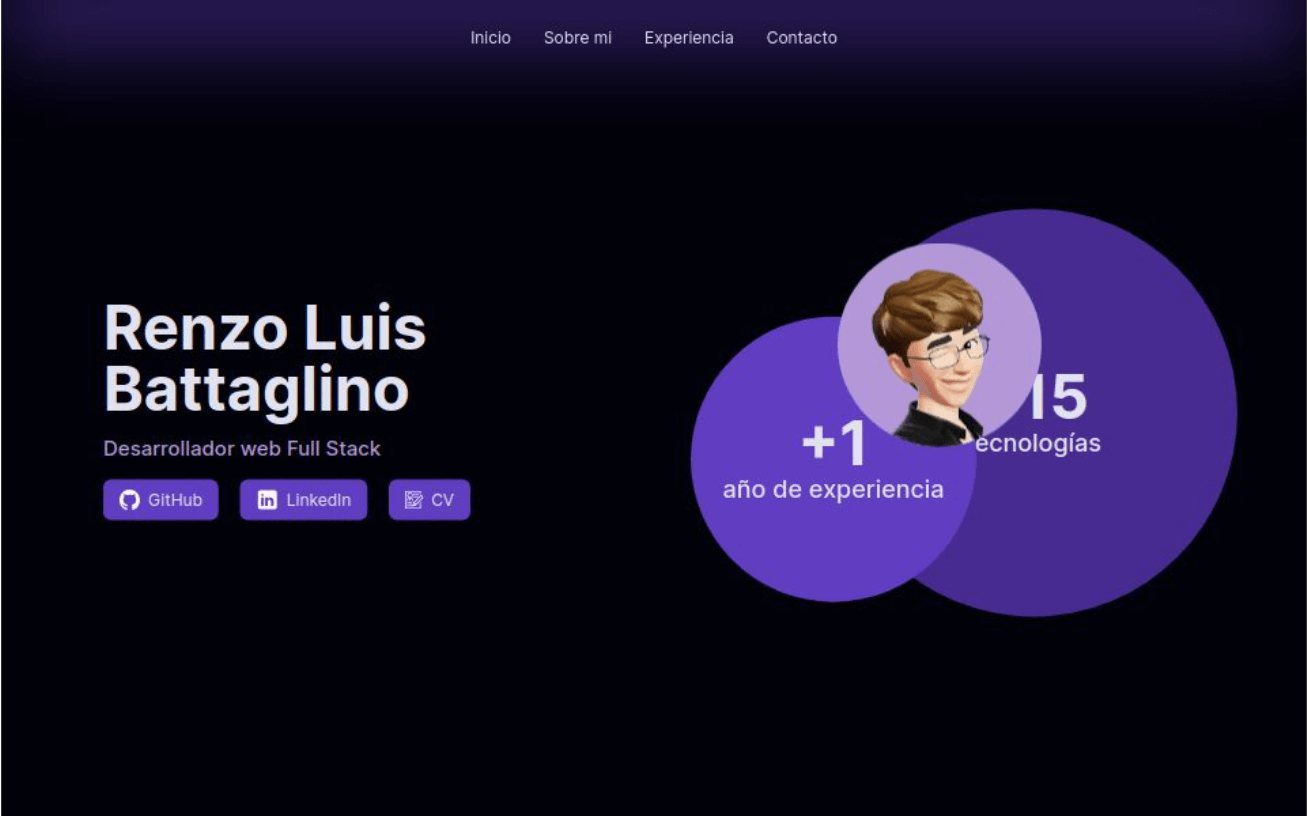 Inicio Sobre mi Experiencia Contacto
Renzo Luis
Battaglino
Desarrollador web Full Stack
GitHub LinkedIn CV
+1
año de experiencia
15
ecnologías